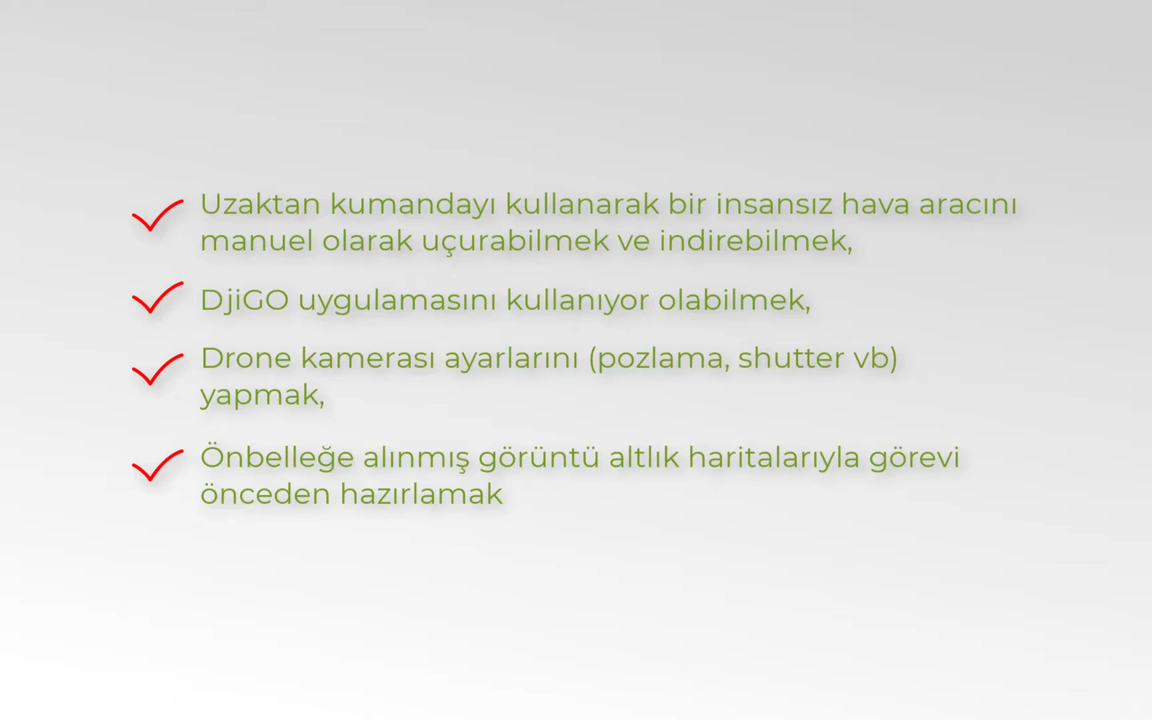 Uzaktan kumandayı kullanarak bir insansız hava aracını
manuel olarak uçurabilmek ve indirebilmek,
DjiGO uygulamasını kullanıyor olabilmek,
Drone kamerası ayarlarını (pozlama, shutter vb)
yapmak,
Önbelleğe alınmış görüntü altlık haritalarıyla görevi
önceden hazırlamak